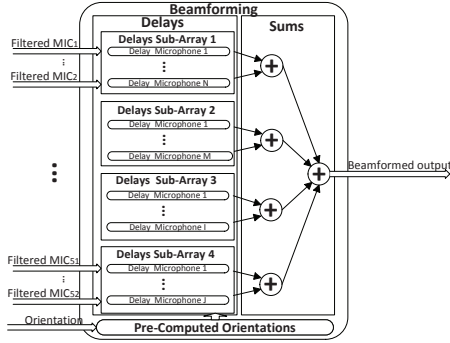 Beamforming
Delays
Sums
Filtered MIC₁
Filtered MIC₂
Delays Sub-Array 1
Delay Microphone 1
Delay Microphone N
Delays Sub-Array 2
Delay Microphone 1
Delay Microphone M
Delays Sub-Array 3
Delay Microphone 1
Delay Microphone I
Filtered MIC₅₁
Filtered MIC₅₂
Delays Sub-Array 4
Delay Microphone 1
Delay Microphone J
+
+
+
+
+
Beamformed output
Orientation
Pre-Computed Orientations